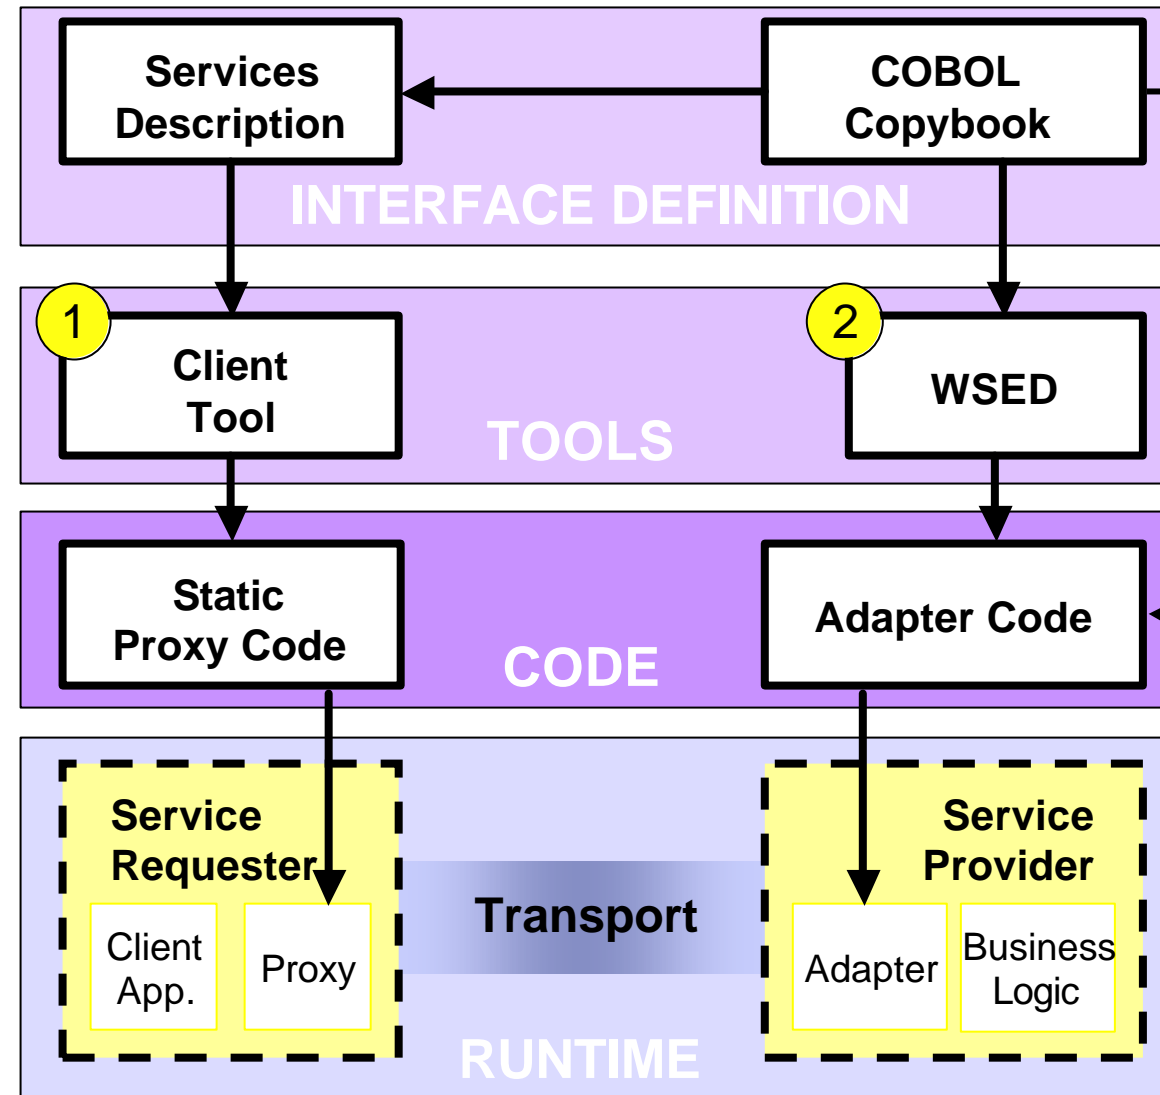 Services
Description
COBOL
Copybook
INTERFACE DEFINITION
1
Client
Tool
2
WSED
TOOLS
Static
Proxy Code
Adapter Code
CODE
Service
Requester
Client
App.
Proxy
Transport
Service
Provider
Adapter
Business
Logic
RUNTIME